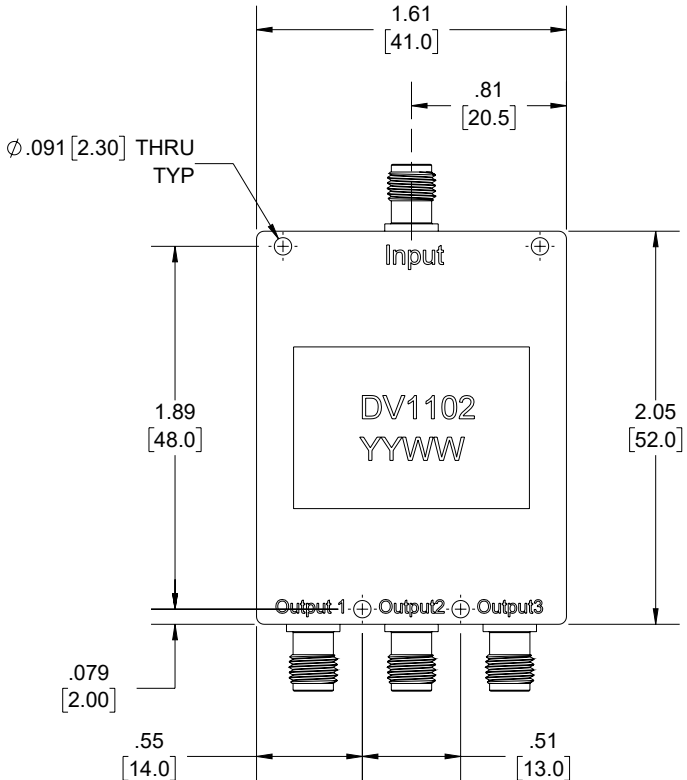 1.61
[41.0]
.81
[20.5]
⌀.091[2.30] THRU
TYP
Input
1.89
[48.0]
DV1102
YYWW
2.05
[52.0]
Output 1
Output2
Output3
.079
[2.00]
.55
[14.0]
.51
[13.0]